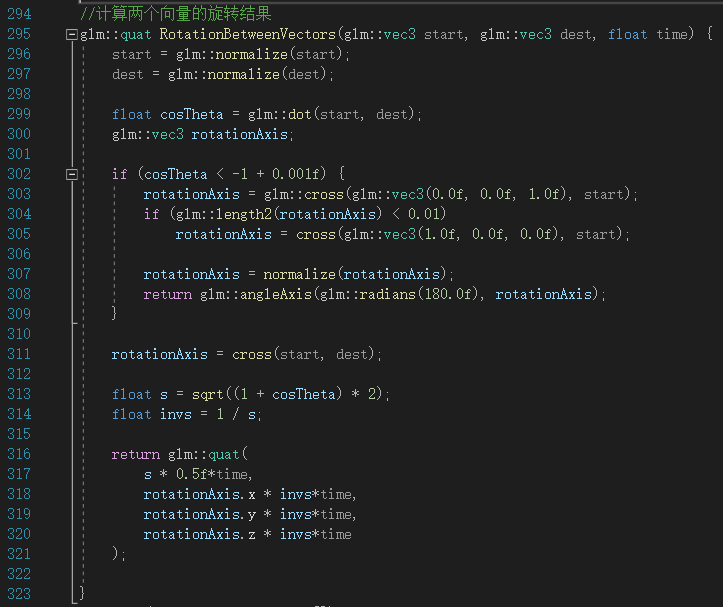 294 //计算两个向量的旋转结果
295 glm::quat RotationBetweenVectors(glm::vec3 start, glm::vec3 dest, float time) {
296 start = glm::normalize(start);
297 dest = glm::normalize(dest);
298
299 float cosTheta = glm::dot(start, dest);
300 glm::vec3 rotationAxis;
301
302 if (cosTheta < -1 + 0.001f) {
303 rotationAxis = glm::cross(glm::vec3(0.0f, 0.0f, 1.0f), start);
304 if (glm::length2(rotationAxis) < 0.01)
305 rotationAxis = cross(glm::vec3(1.0f, 0.0f, 0.0f), start);
306
307 rotationAxis = normalize(rotationAxis);
308 return glm::angleAxis(glm::radians(180.0f), rotationAxis);
309 }
310
311 rotationAxis = cross(start, dest);
312
313 float s = sqrt((1 + cosTheta) * 2);
314 float invs = 1 / s;
315
316 return glm::quat(
317 s * 0.5f*time,
318 rotationAxis.x * invs*time,
319 rotationAxis.y * invs*time,
320 rotationAxis.z * invs*time
321 );
322
323 }